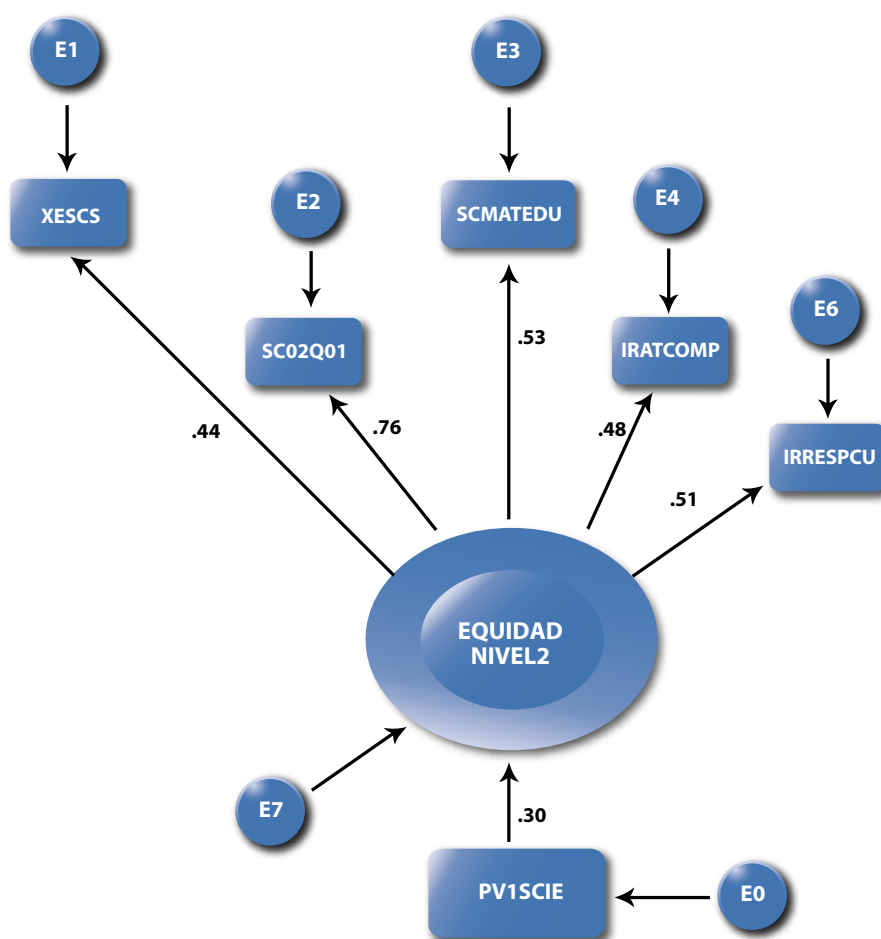 E1
E3
XESCS
E2
SCMATEDU
E4
SC02Q01
IRATCOMP
E6
IRRESPCU
.44
.76
.53
.48
.51
EQUIDAD
NIVEL2
E7
.30
PV1SCIE
E0